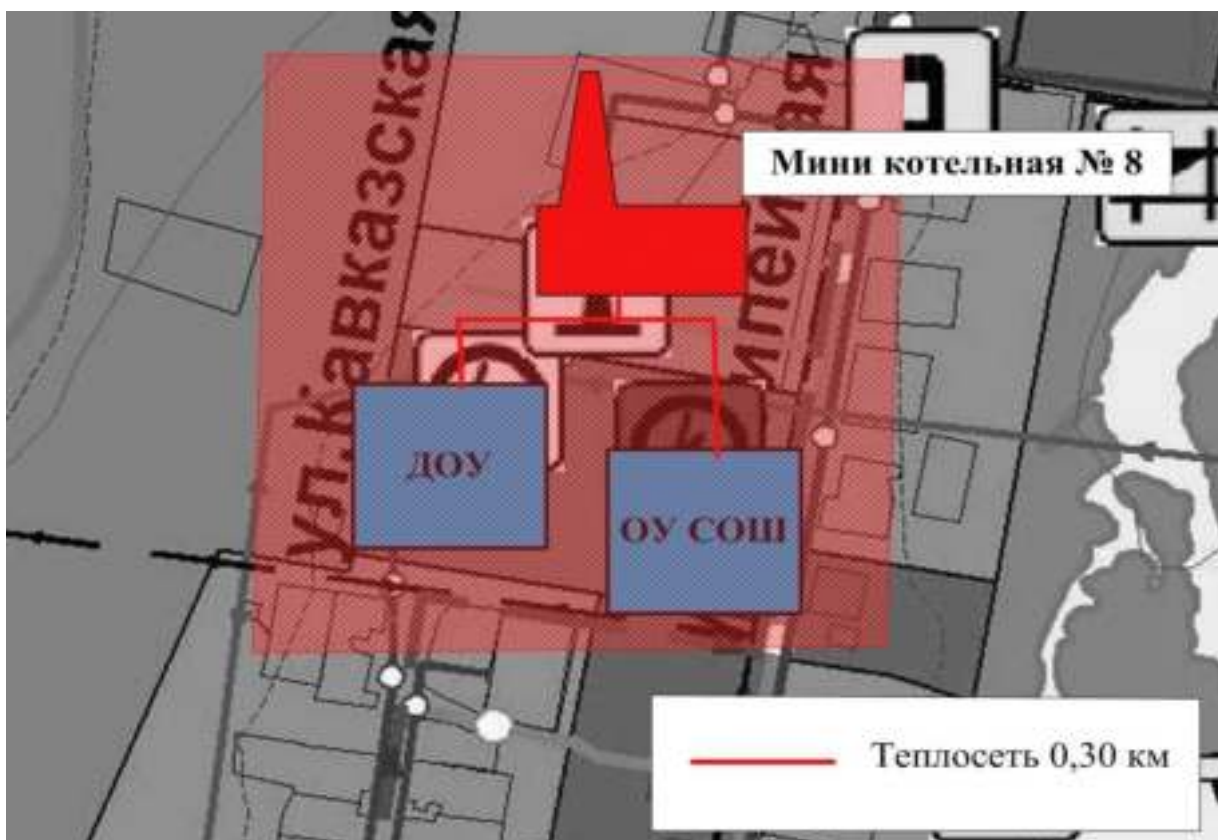 ул.Кавказская
Мини котельная № 8
ДОУ
ОУ СОШ
Теплосеть 0,30 км